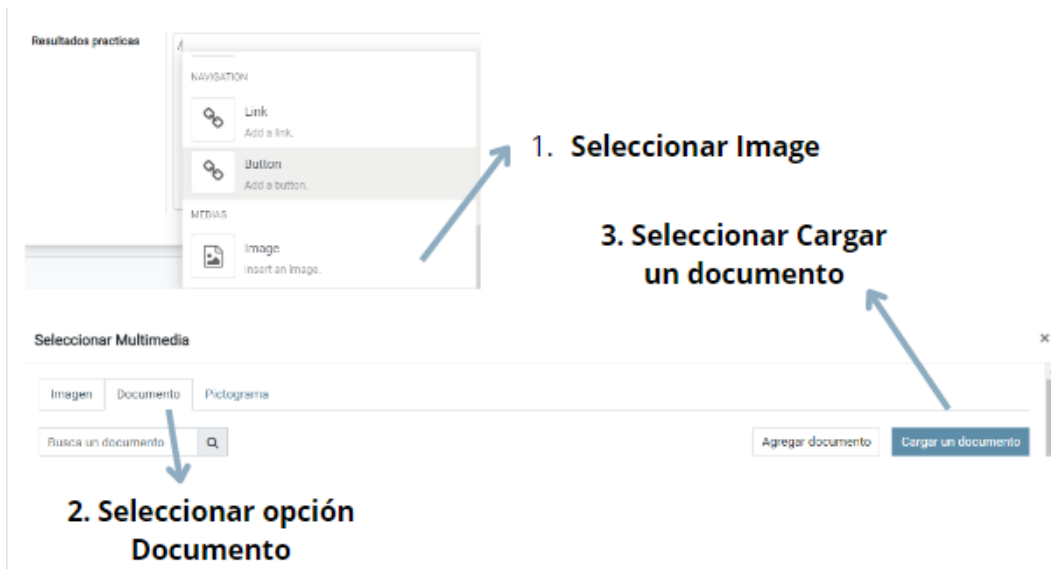 Resultados practicas
/
NAVIGATION
Link
Add a link.
Button
Add a button.
MEDIAS
Image
Insert an Image.
1. Seleccionar Image
3. Seleccionar Cargar
un documento
Seleccionar Multimedia
×
Imagen Documento Pictograma
Busca un documento Agregar documento Cargar un documento
2. Seleccionar opción
Documento